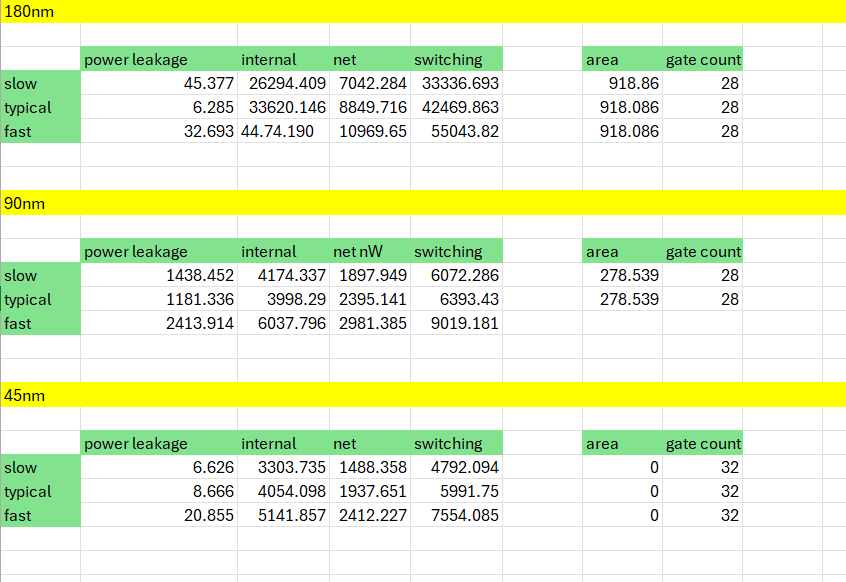 180nm
power leakage internal net switching area gate count
slow 45.377 26294.409 7042.284 33336.693 918.86 28
typical 6.285 33620.146 8849.716 42469.863 918.086 28
fast 32.693 44.74.190 10969.65 55043.82 918.086 28
90nm
power leakage internal net nW switching area gate count
slow 1438.452 4174.337 1897.949 6072.286 278.539 28
typical 1181.336 3998.29 2395.141 6393.43 278.539 28
fast 2413.914 6037.796 2981.385 9019.181
45nm
power leakage internal net switching area gate count
slow 6.626 3303.735 1488.358 4792.094 0 32
typical 8.666 4054.098 1937.651 5991.75 0 32
fast 20.855 5141.857 2412.227 7554.085 0 32